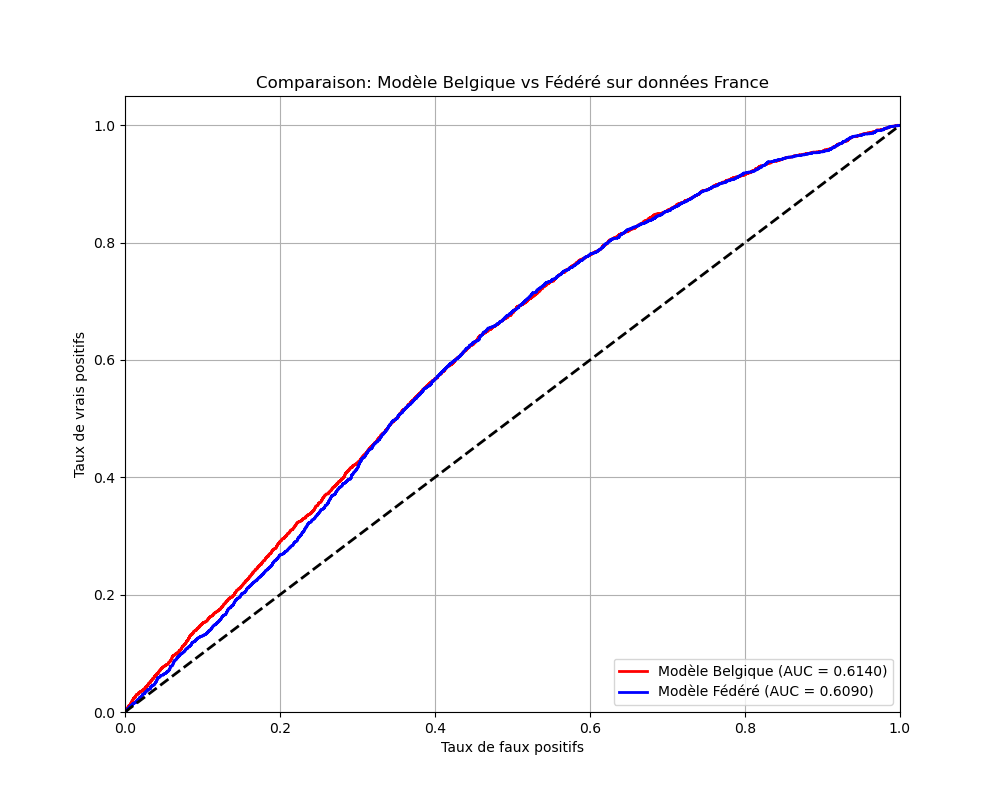 Comparaison: Modèle Belgique vs Fédéré sur données France
Taux de vrais positifs
1.0
0.8
0.6
0.4
0.2
0.0
Modèle Belgique (AUC = 0.6140)
Modèle Fédéré (AUC = 0.6090)
0.0 0.2 0.4 0.6 0.8 1.0
Taux de faux positifs